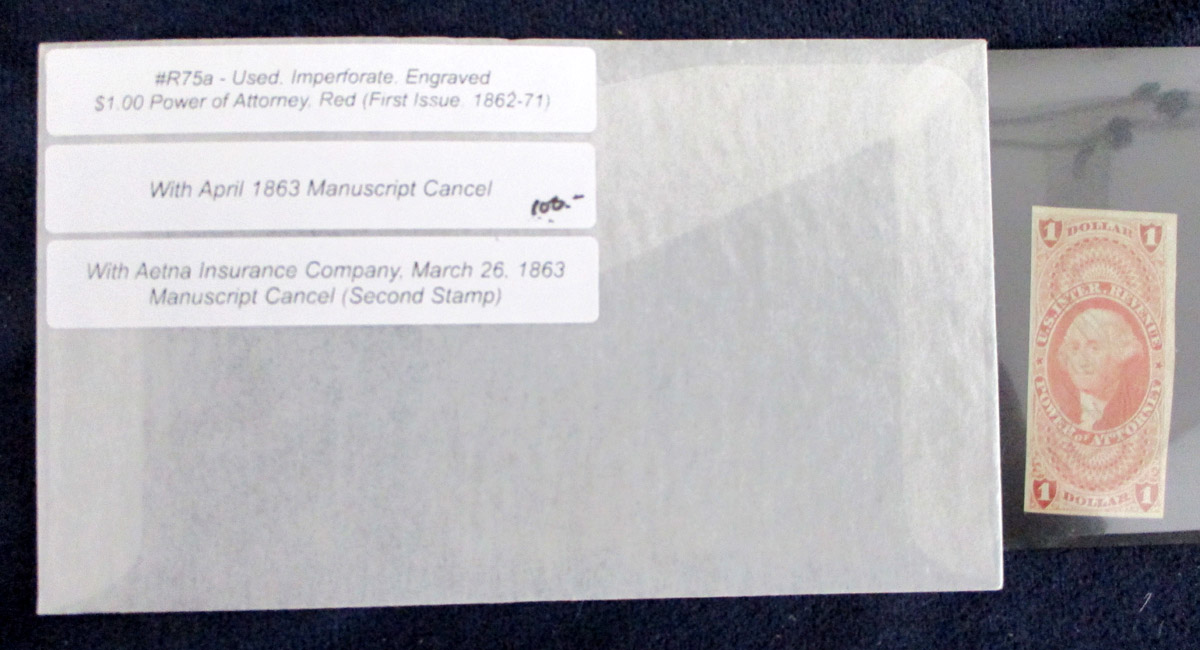 #R75a - Used. Imperforate. Engraved
$1.00 Power of Attorney, Red (First Issue. 1862-71)
With April 1863 Manuscript Cancel
100.-
With Aetna Insurance Company, March 26. 1863
Manuscript Cancel (Second Stamp)
1 DOLLAR 1
U.S. INTER. REVENUE
POWER OF ATTORNEY
1 DOLLAR 1